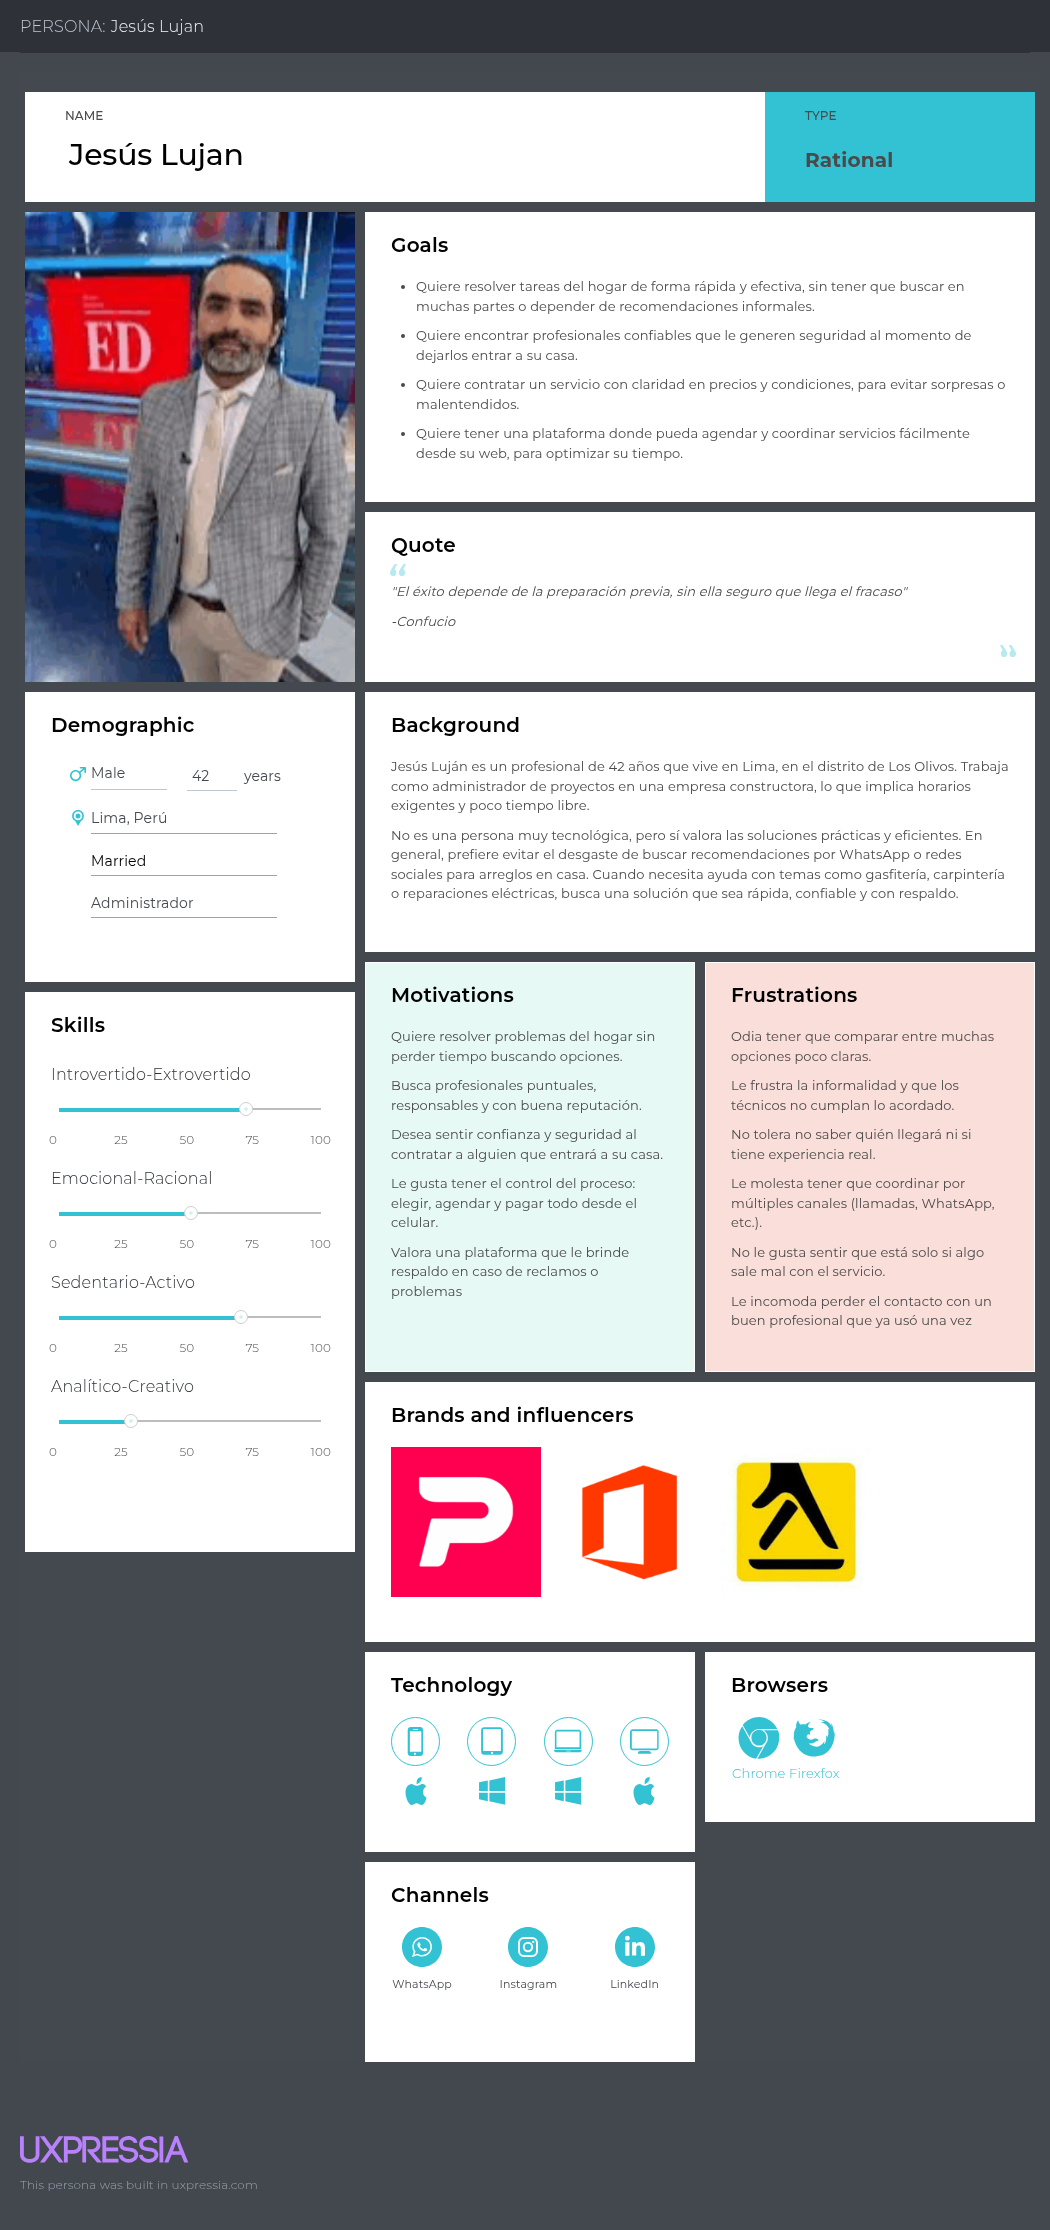 PERSONA: Jesús Lujan
NAME
Jesús Lujan
TYPE
Rational
ED
Goals
• Quiere resolver tareas del hogar de forma rápida y efectiva, sin tener que buscar en
muchas partes o depender de recomendaciones informales.
• Quiere encontrar profesionales confiables que le generen seguridad al momento de
dejarlos entrar a su casa.
• Quiere contratar un servicio con claridad en precios y condiciones, para evitar sorpresas o
malentendidos.
• Quiere tener una plataforma donde pueda agendar y coordinar servicios fácilmente
desde su web, para optimizar su tiempo.
Quote
"El éxito depende de la preparación previa, sin ella seguro que llega el fracaso"
-Confucio
Demographic
Male
42 years
Lima, Perú
Married
Administrador
Background
Jesús Luján es un profesional de 42 años que vive en Lima, en el distrito de Los Olivos. Trabaja
como administrador de proyectos en una empresa constructora, lo que implica horarios
exigentes y poco tiempo libre.
No es una persona muy tecnológica, pero sí valora las soluciones prácticas y eficientes. En
general, prefiere evitar el desgaste de buscar recomendaciones por WhatsApp o redes
sociales para arreglos en casa. Cuando necesita ayuda con temas como gasfitería, carpintería
o reparaciones eléctricas, busca una solución que sea rápida, confiable y con respaldo.
Skills
Introvertido-Extrovertido
0 25 50 75 100
Emocional-Racional
0 25 50 75 100
Sedentario-Activo
0 25 50 75 100
Analítico-Creativo
0 25 50 75 100
Motivations
Quiere resolver problemas del hogar sin
perder tiempo buscando opciones.
Busca profesionales puntuales,
responsables y con buena reputación.
Desea sentir confianza y seguridad al
contratar a alguien que entrará a su casa.
Le gusta tener el control del proceso:
elegir, agendar y pagar todo desde el
celular.
Valora una plataforma que le brinde
respaldo en caso de reclamos o
problemas
Frustrations
Odia tener que comparar entre muchas
opciones poco claras.
Le frustra la informalidad y que los
técnicos no cumplan lo acordado.
No tolera no saber quién llegará ni si
tiene experiencia real.
Le molesta tener que coordinar por
múltiples canales (llamadas, WhatsApp,
etc.).
No le gusta sentir que está solo si algo
sale mal con el servicio.
Le incomoda perder el contacto con un
buen profesional que ya usó una vez
Brands and influencers
Technology
Browsers
Chrome Firexfox
Channels
WhatsApp Instagram LinkedIn
UXPRESSIA
This persona was built in uxpressia.com